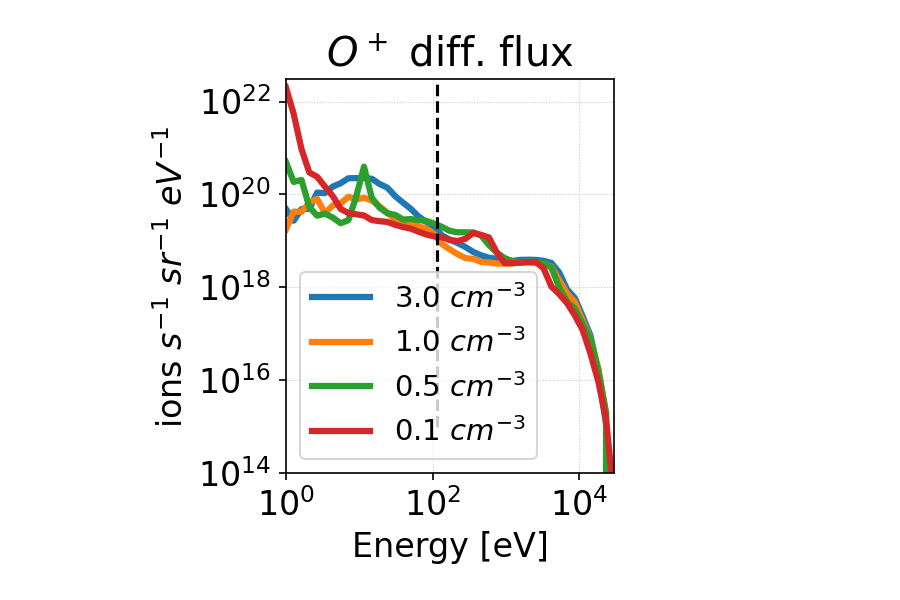 O⁺ diff. flux
ions s⁻¹ sr⁻¹ eV⁻¹
10²²
10²⁰
10¹⁸
10¹⁶
10¹⁴
3.0 cm⁻³
1.0 cm⁻³
0.5 cm⁻³
0.1 cm⁻³
10⁰ 10² 10⁴
Energy [eV]